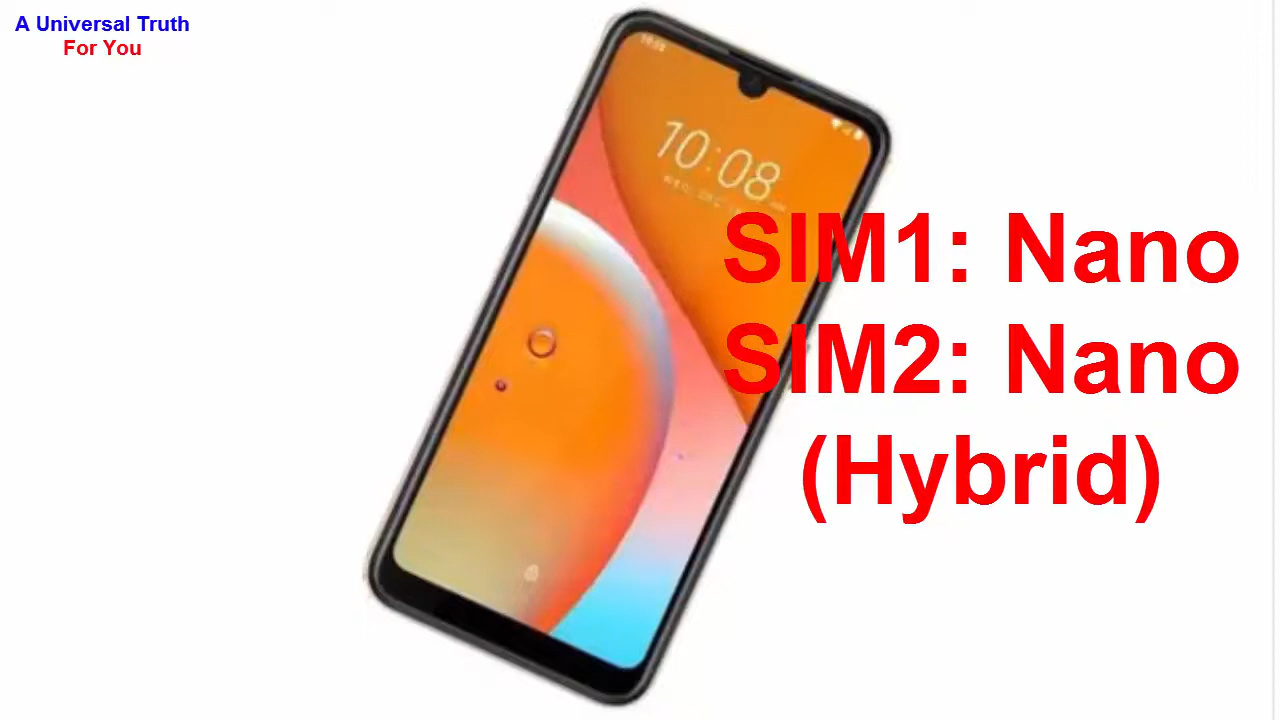 A Universal Truth
For You
10:08
SIM1: Nano
SIM2: Nano
(Hybrid)